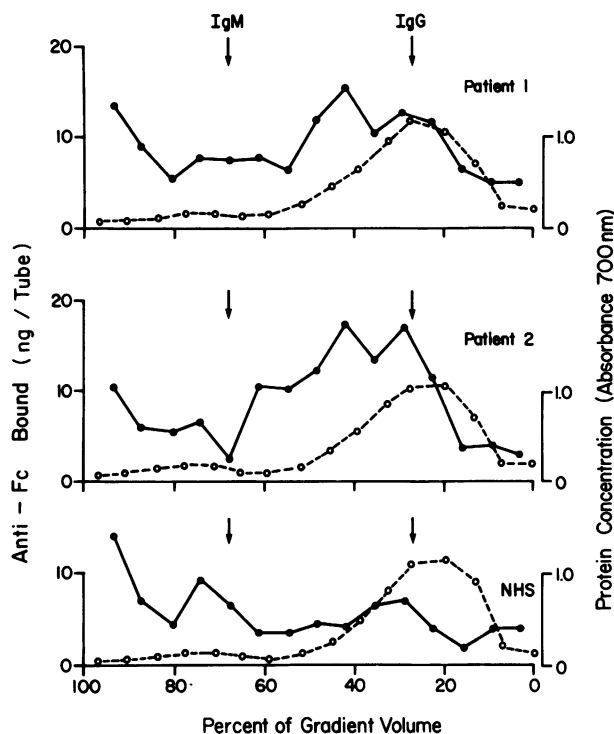 IgM IgG
20
10
0
Patient 1
1.0
0
20
10
0
Patient 2
1.0
0
10
0
NHS
1.0
0
100 80 60 40 20 0
Percent of Gradient Volume
Anti - Fc Bound (ng / Tube)
Protein Concentration (Absorbance 700nm)